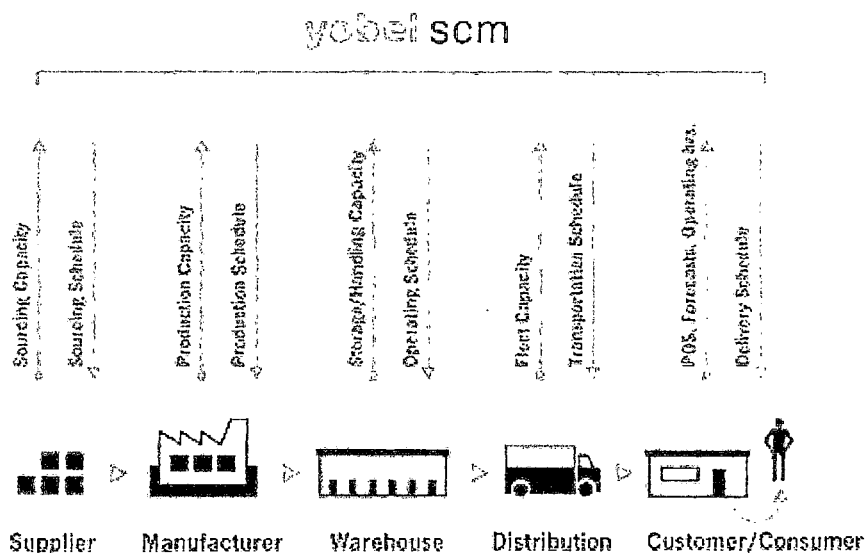 yobel scm
Sourcing Capacity
Sourcing Schedule
Production Capacity
Production Schedule
Storage/Handling Capacity
Operating Schedule
Fleet Capacity
Transportation Schedule
POS, Forecasts, Operating hrs.
Delivery Schedule
Supplier
Manufacturer
Warehouse
Distribution
Customer/Consumer